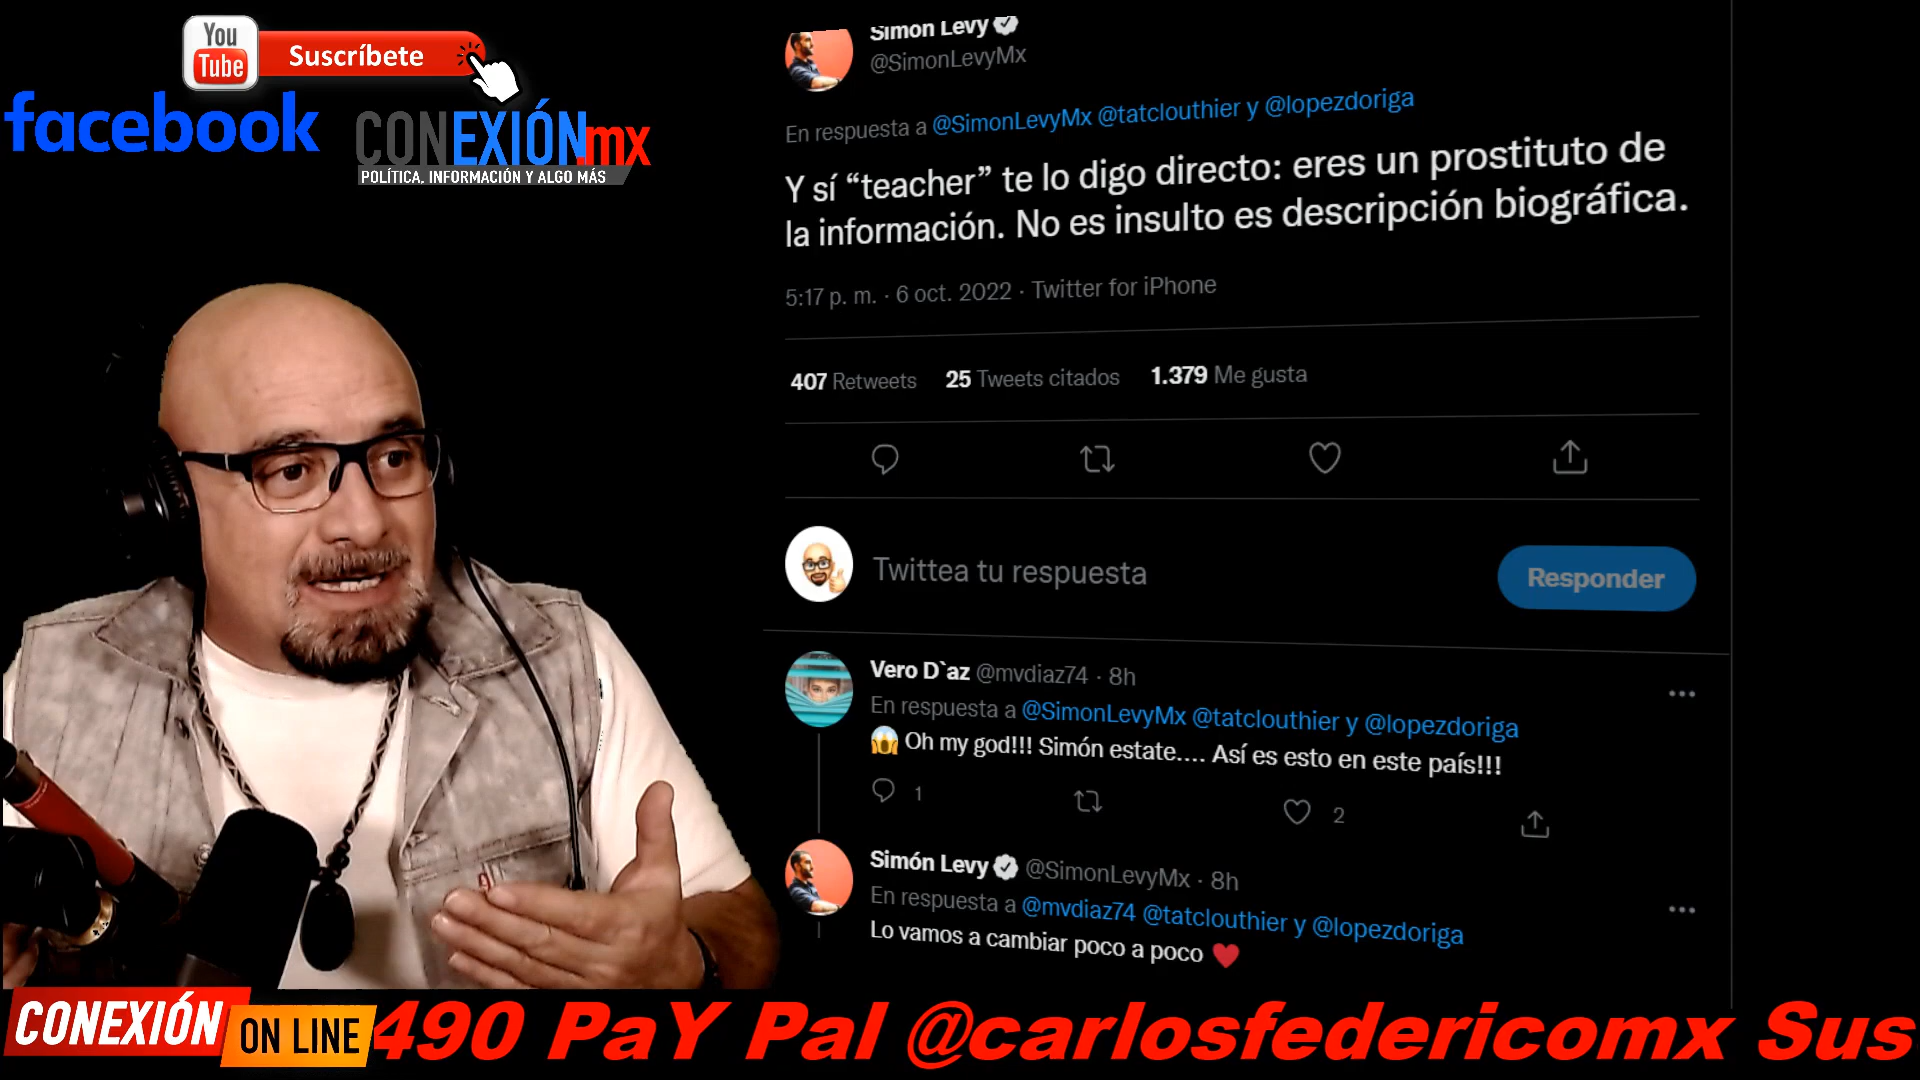 You
Tube
Suscríbete
facebook
CONEXIÓN.mx
POLÍTICA, INFORMACIÓN Y ALGO MÁS
Simon Levy
@SimonLevyMx
En respuesta a @SimonLevyMx @tatclouthier y @lopezdoriga
Y sí “teacher” te lo digo directo: eres un prostituto de
la información. No es insulto es descripción biográfica.
5:17 p. m. · 6 oct. 2022 · Twitter for iPhone
407 Retweets 25 Tweets citados 1.379 Me gusta
Twittea tu respuesta
Responder
Vero D`az @mvdiaz74 · 8h
En respuesta a @SimonLevyMx @tatclouthier y @lopezdoriga
😱 Oh my god!!! Simón estate.... Así es esto en este país!!!
1
2
Simón Levy @SimonLevyMx · 8h
En respuesta a @mvdiaz74 @tatclouthier y @lopezdoriga
Lo vamos a cambiar poco a poco ♥
CONEXIÓN
ON LINE
490 PaY Pal @carlosfedericomx Sus